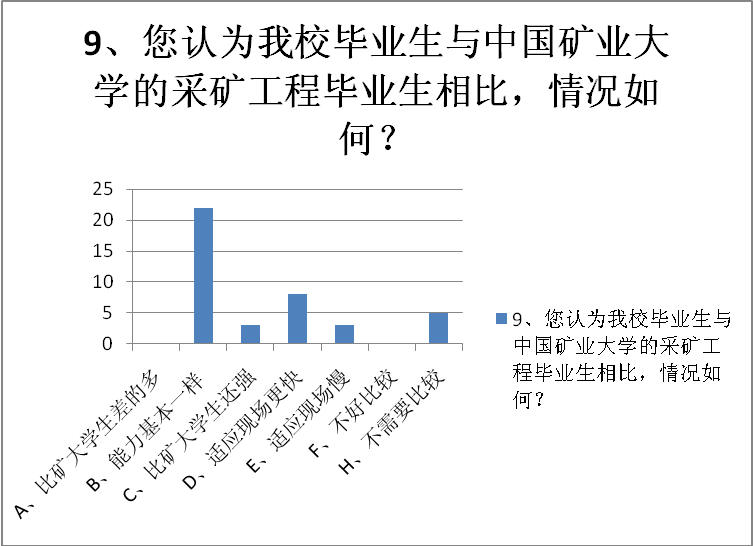 9、您认为我校毕业生与中国矿业大
学的采矿工程毕业生相比，情况如
何？
25
20
15
10
5
0
A、比矿大学生差的多
B、能力基本一样
C、比矿大学生还强
D、适应现场更快
E、适应现场慢
F、不好比较
H、不需要比较
9、您认为我校毕业生与
中国矿业大学的采矿工
程毕业生相比，情况如
何？